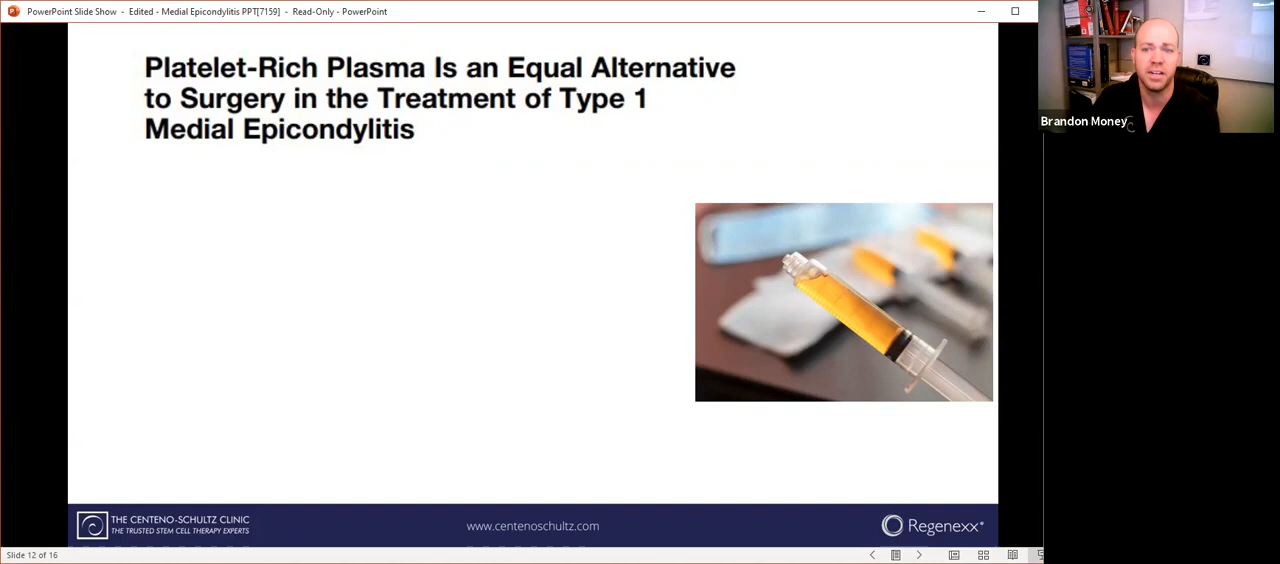 PowerPoint Slide Show - Edited - Medial Epicondylitis PPT[7159] - Read-Only - PowerPoint
Platelet-Rich Plasma Is an Equal Alternative
to Surgery in the Treatment of Type 1
Medial Epicondylitis
Brandon Money
THE CENTENO-SCHULTZ CLINIC
THE TRUSTED STEM CELL THERAPY EXPERTS
www.centenoschultz.com
Regenexx®
Slide 12 of 16